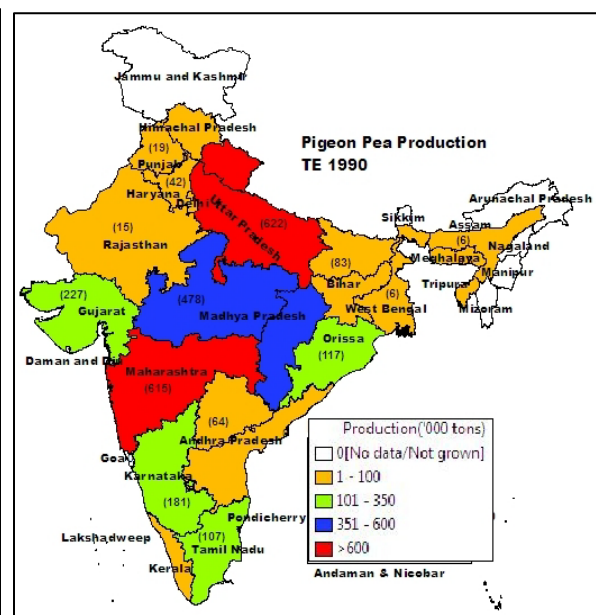 Jammu and Kashmir
Himachal Pradesh
(19)
Punjab
(42)
Haryana
Delhi
Pigeon Pea Production
TE 1990
Uttar Pradesh
(622)
(15)
Rajasthan
Sikkim
Arunachal Pradesh
Assam
(6)
Nagaland
Meghalaya
Manipur
Tripura
Mizoram
(83)
Bihar
(6)
West Bengal
(227)
Gujarat
(478)
Madhya Pradesh
Orissa
(117)
Daman and Diu
Maharashtra
(615)
(64)
Andhra Pradesh
Goa
Karnataka
(181)
Pondicherry
(107)
Tamil Nadu
Lakshadweep
Kerala
Production('000 tons)
0[No data/Not grown]
1 - 100
101 - 350
351 - 600
>600
Andaman & Nicobar